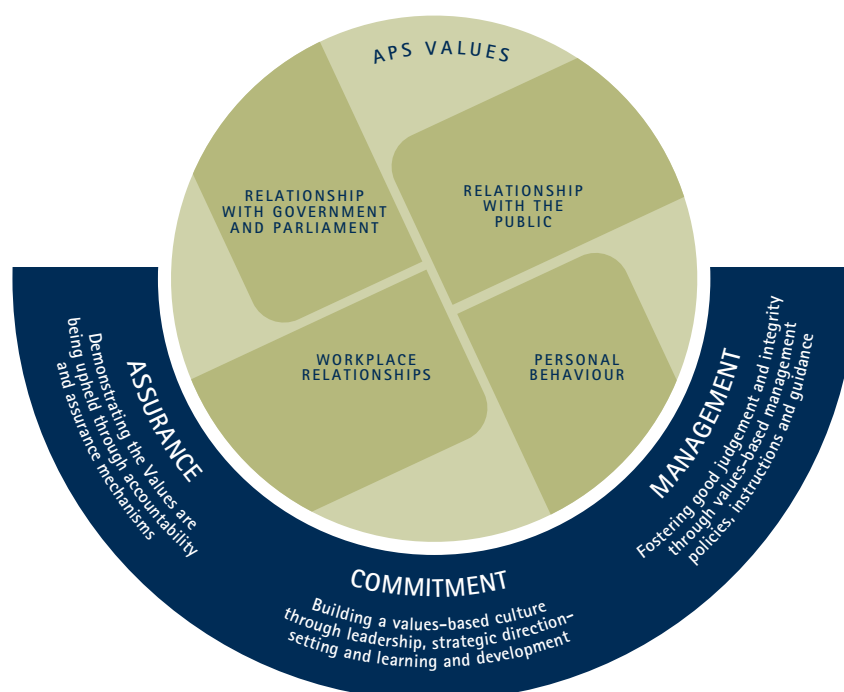 APS VALUES
RELATIONSHIP
WITH GOVERNMENT
AND PARLIAMENT
RELATIONSHIP
WITH THE
PUBLIC
WORKPLACE
RELATIONSHIPS
PERSONAL
BEHAVIOUR
ASSURANCE
Demonstrating the Values are
being upheld through accountability
and assurance mechanisms
COMMITMENT
Building a values-based culture
through leadership, strategic direction-
setting and learning and development
MANAGEMENT
Fostering good judgement and integrity
through values-based management
policies, instructions and guidance